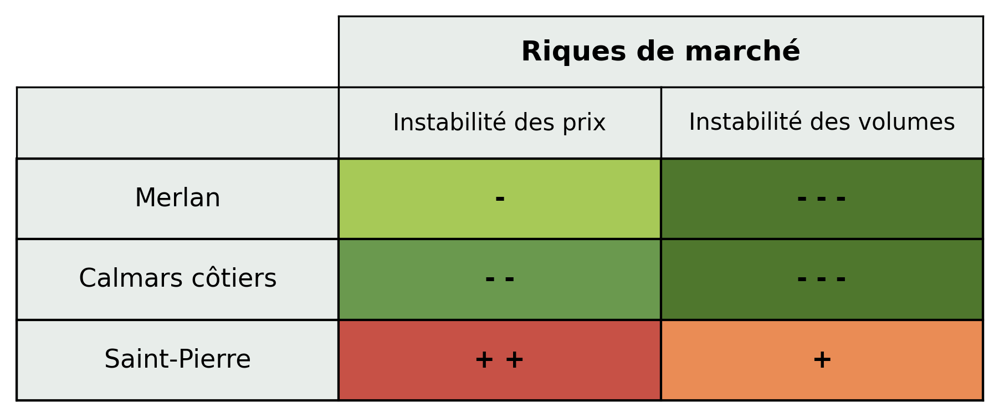 Riques de marché
Instabilité des prix Instabilité des volumes
Merlan - - - -
Calmars côtiers - - - - -
Saint-Pierre + + +